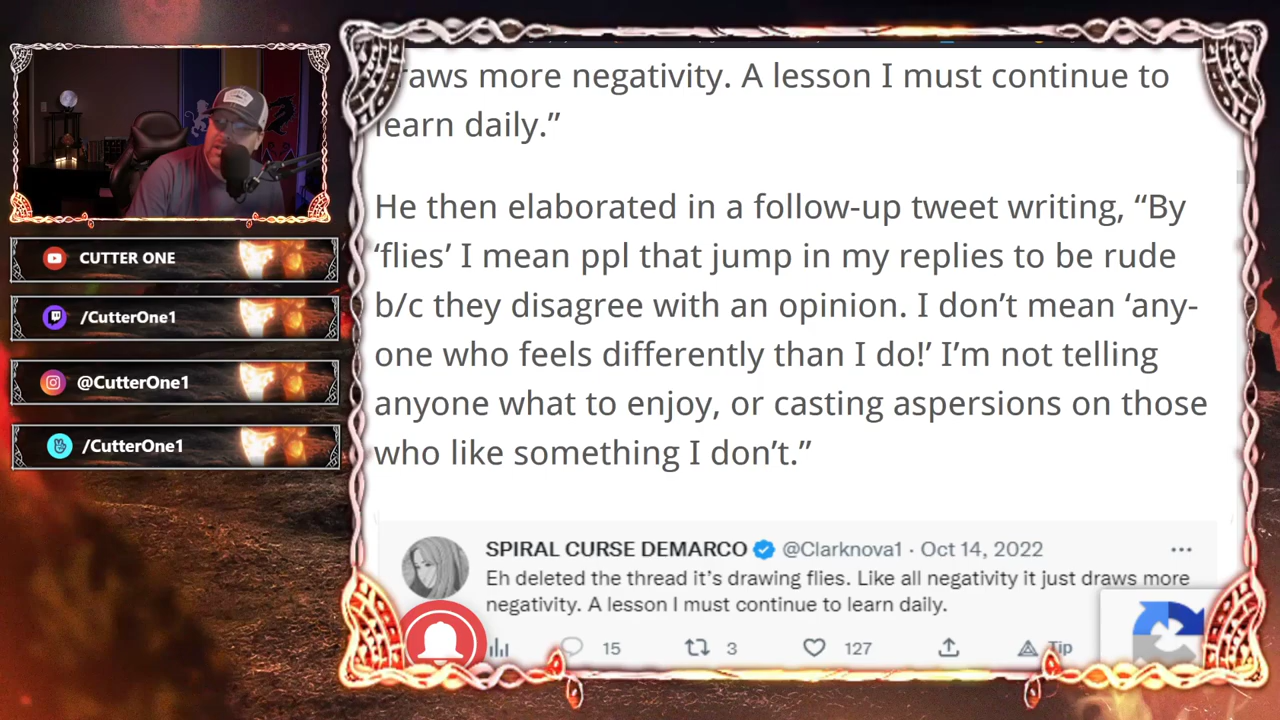 raws more negativity. A lesson I must continue to
learn daily.”
He then elaborated in a follow-up tweet writing, “By
‘flies’ I mean ppl that jump in my replies to be rude
b/c they disagree with an opinion. I don’t mean ‘any-
one who feels differently than I do!’ I’m not telling
anyone what to enjoy, or casting aspersions on those
who like something I don’t.”
SPIRAL CURSE DEMARCO @Clarknova1 · Oct 14, 2022
Eh deleted the thread it's drawing flies. Like all negativity it just draws more
negativity. A lesson I must continue to learn daily.
15 3 127 Tip
CUTTER ONE
/CutterOne1
@CutterOne1
/CutterOne1